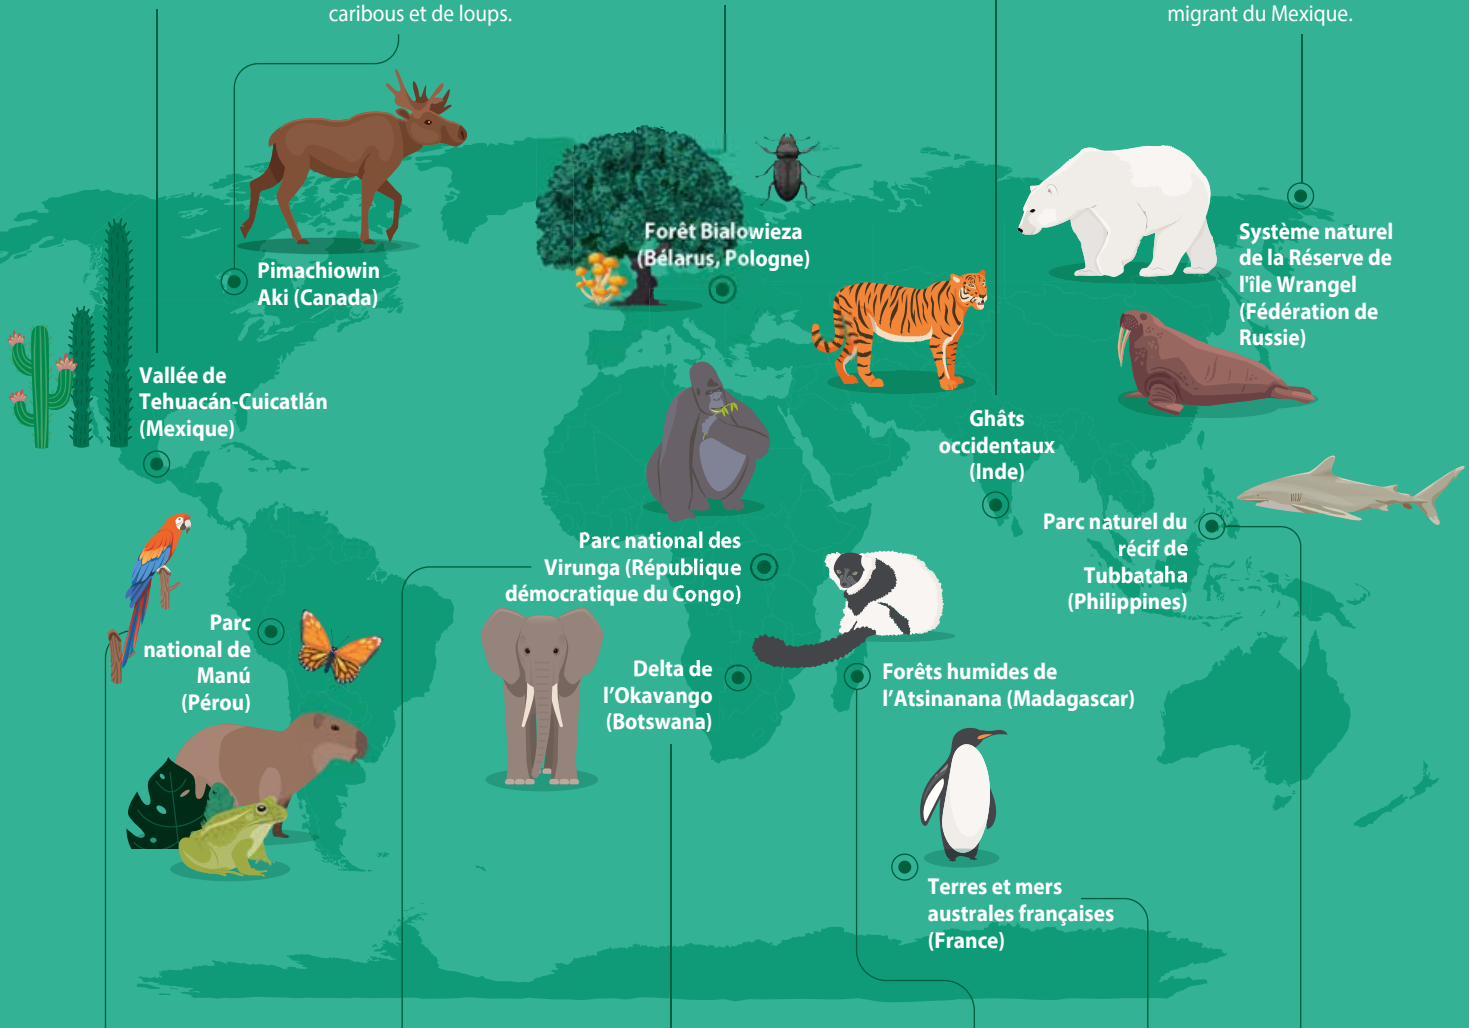 caribous et de loups.
migrant du Mexique.
Forêt Bialowieza
(Bélarus, Pologne)
Système naturel
de la Réserve de
l'île Wrangel
(Fédération de
Russie)
Pimachiowin
Aki (Canada)
Vallée de
Tehuacán-Cuicatlán
(Mexique)
Ghâts
occidentaux
(Inde)
Parc naturel du
récif de
Tubbataha
(Philippines)
Parc national des
Virunga (République
démocratique du Congo)
Parc
national de
Manú
(Pérou)
Delta de
l’Okavango
(Botswana)
Forêts humides de
l’Atsinanana (Madagascar)
Terres et mers
australes françaises
(France)